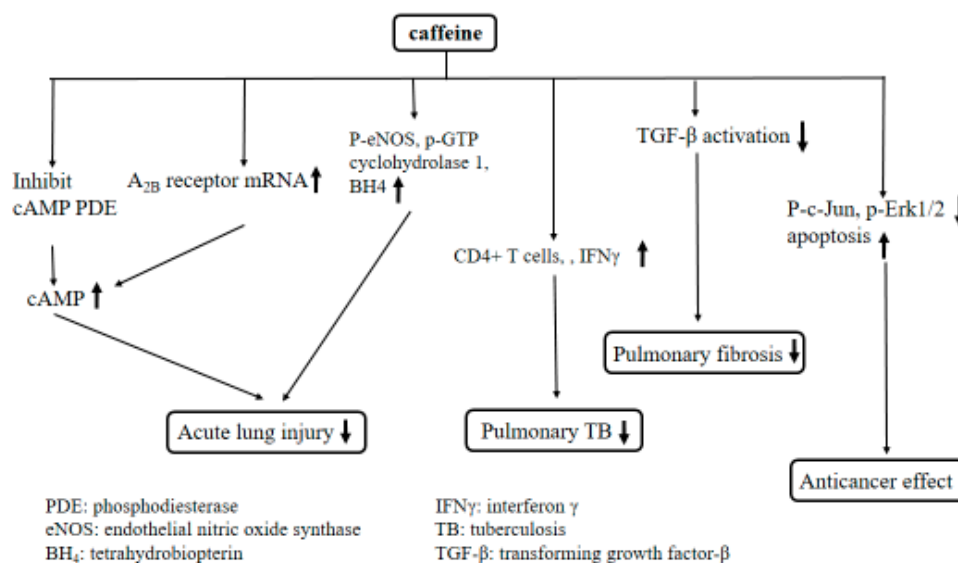 caffeine
Inhibit
cAMP PDE
A2B receptor mRNA
P-eNOS, p-GTP
cyclohydrolase 1,
BH4
TGF-β activation
P-c-Jun, p-Erk1/2
apoptosis
CD4+ T cells, , IFNγ
cAMP
Pulmonary fibrosis
Acute lung injury
Pulmonary TB
Anticancer effect
PDE: phosphodiesterase
eNOS: endothelial nitric oxide synthase
BH4: tetrahydrobiopterin
IFNγ: interferon γ
TB: tuberculosis
TGF-β: transforming growth factor-β